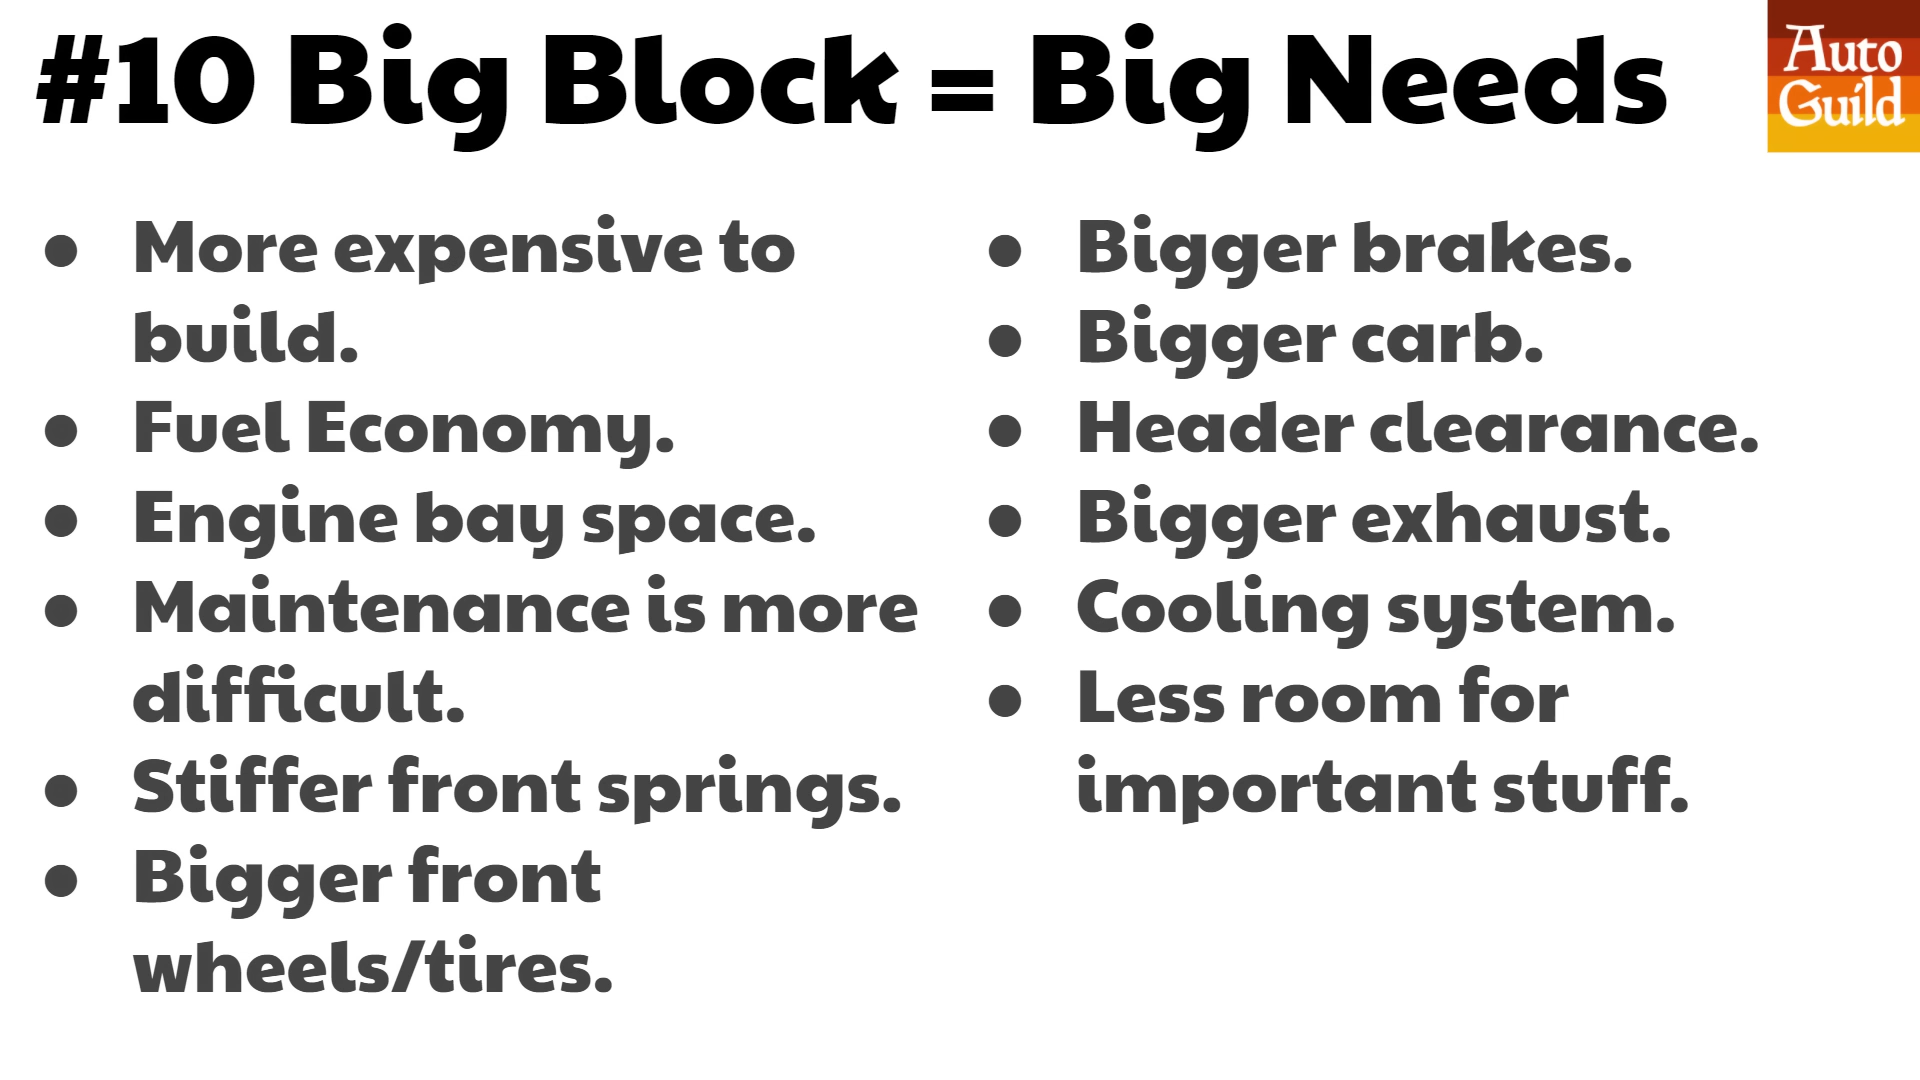 #10 Big Block = Big Needs
Auto
Guild
● More expensive to
build.
● Fuel Economy.
● Engine bay space.
● Maintenance is more
difficult.
● Stiffer front springs.
● Bigger front
wheels/tires.
● Bigger brakes.
● Bigger carb.
● Header clearance.
● Bigger exhaust.
● Cooling system.
● Less room for
important stuff.